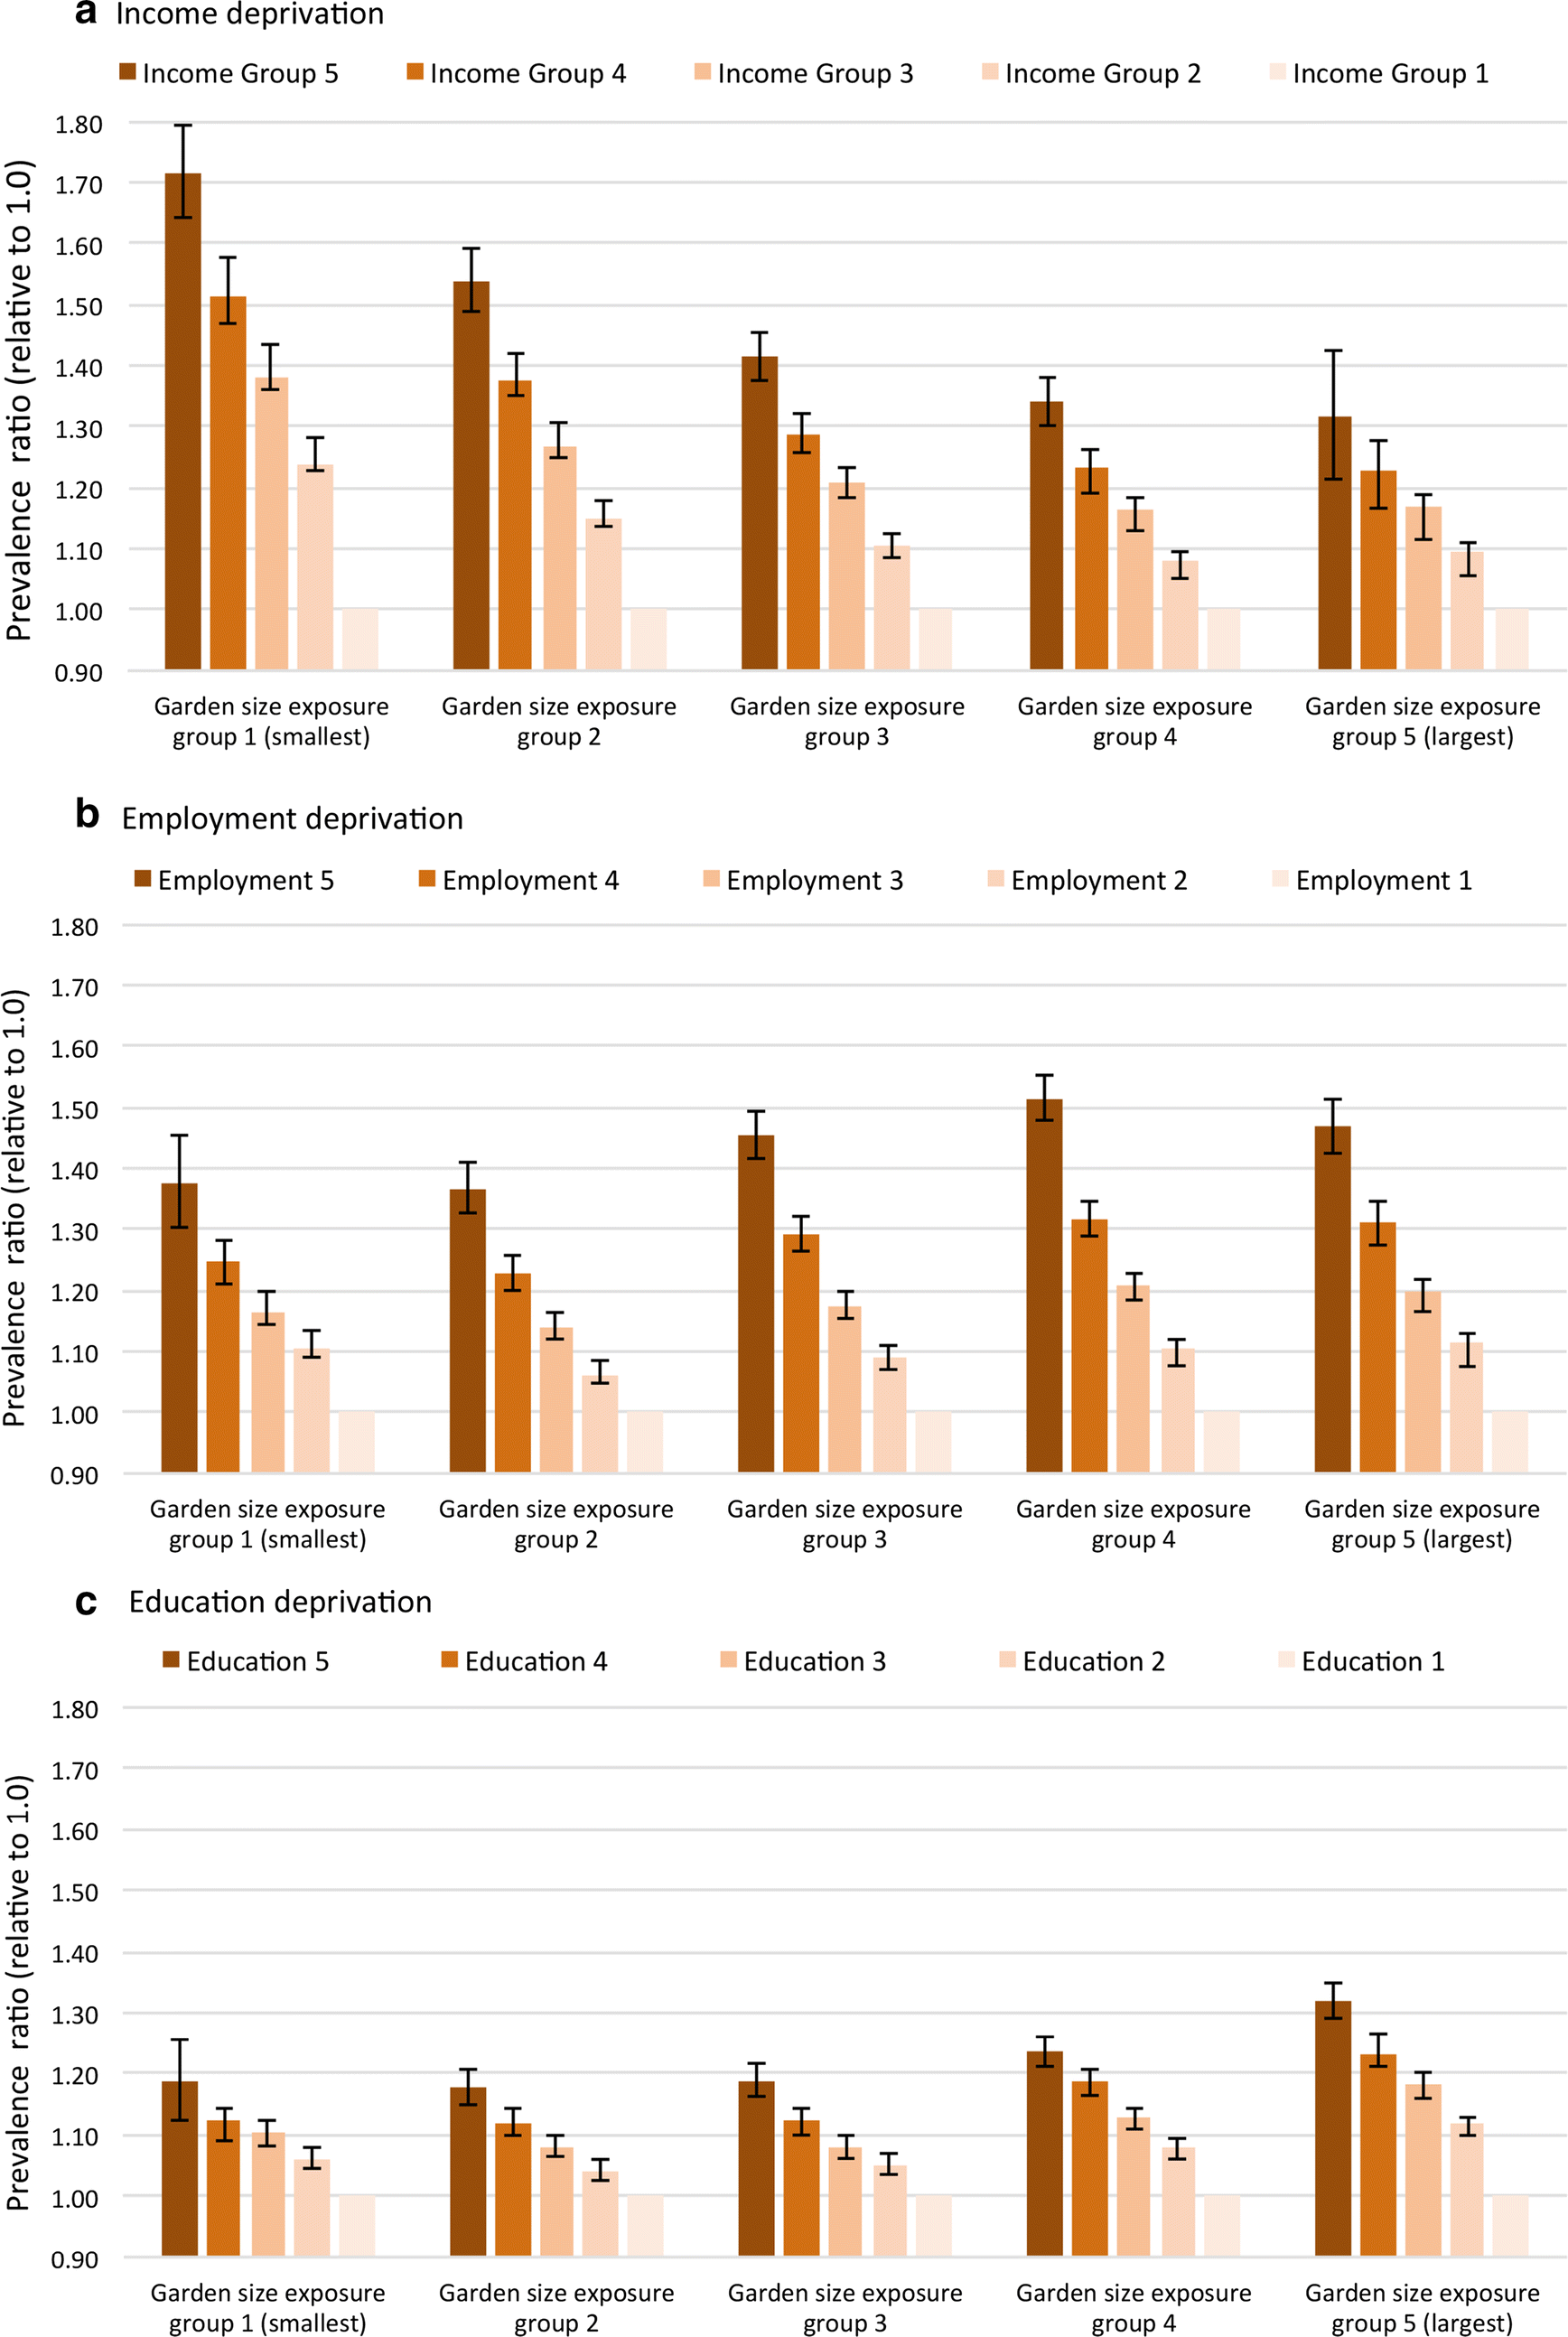 a Income deprivation
Income Group 5 Income Group 4 Income Group 3 Income Group 2 Income Group 1
Prevalence ratio (relative to 1.0)
1.80
1.70
1.60
1.50
1.40
1.30
1.20
1.10
1.00
0.90
Garden size exposure group 1 (smallest)
Garden size exposure group 2
Garden size exposure group 3
Garden size exposure group 4
Garden size exposure group 5 (largest)
b Employment deprivation
Employment 5 Employment 4 Employment 3 Employment 2 Employment 1
Prevalence ratio (relative to 1.0)
1.80
1.70
1.60
1.50
1.40
1.30
1.20
1.10
1.00
0.90
Garden size exposure group 1 (smallest)
Garden size exposure group 2
Garden size exposure group 3
Garden size exposure group 4
Garden size exposure group 5 (largest)
c Education deprivation
Education 5 Education 4 Education 3 Education 2 Education 1
Prevalence ratio (relative to 1.0)
1.80
1.70
1.60
1.50
1.40
1.30
1.20
1.10
1.00
0.90
Garden size exposure group 1 (smallest)
Garden size exposure group 2
Garden size exposure group 3
Garden size exposure group 4
Garden size exposure group 5 (largest)